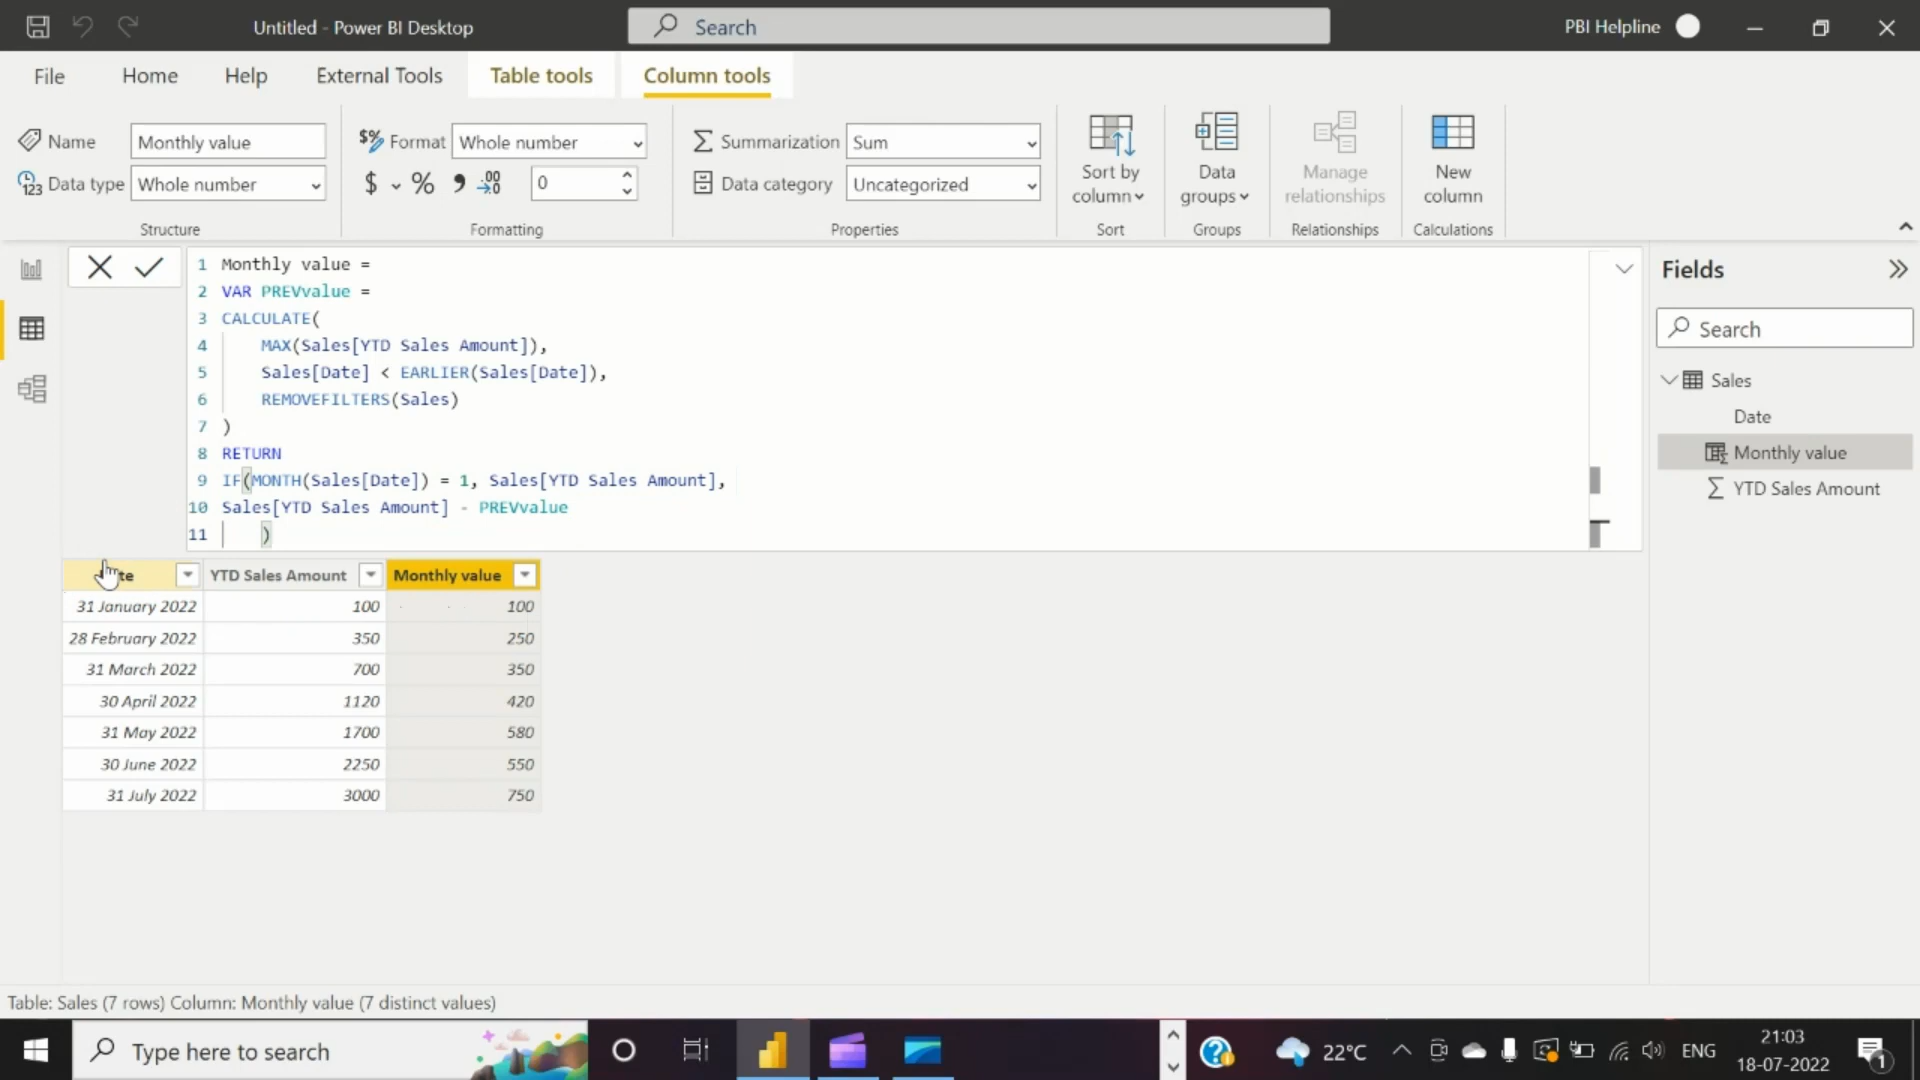 Untitled - Power BI Desktop
Search
PBI Helpline
File Home Help External Tools Table tools Column tools
Name Monthly value
Data type Whole number
Structure
Format Whole number
$ % 0
Formatting
Summarization Sum
Data category Uncategorized
Properties
Sort by column
Sort
Data groups
Groups
Manage relationships
Relationships
New column
Calculations
1 Monthly value =
2 VAR PREVvalue =
3 CALCULATE(
4 MAX(Sales[YTD Sales Amount]),
5 Sales[Date] < EARLIER(Sales[Date]),
6 REMOVEFILTERS(Sales)
7 )
8 RETURN
9 IF(MONTH(Sales[Date]) = 1, Sales[YTD Sales Amount],
10 Sales[YTD Sales Amount] - PREVvalue
11 )
YTD Sales Amount Monthly value
31 January 2022 100 100
28 February 2022 350 250
31 March 2022 700 350
30 April 2022 1120 420
31 May 2022 1700 580
30 June 2022 2250 550
31 July 2022 3000 750
Fields
Search
Sales
Date
Monthly value
YTD Sales Amount
Table: Sales (7 rows) Column: Monthly value (7 distinct values)
Type here to search
22°C
ENG
21:03
18-07-2022
1